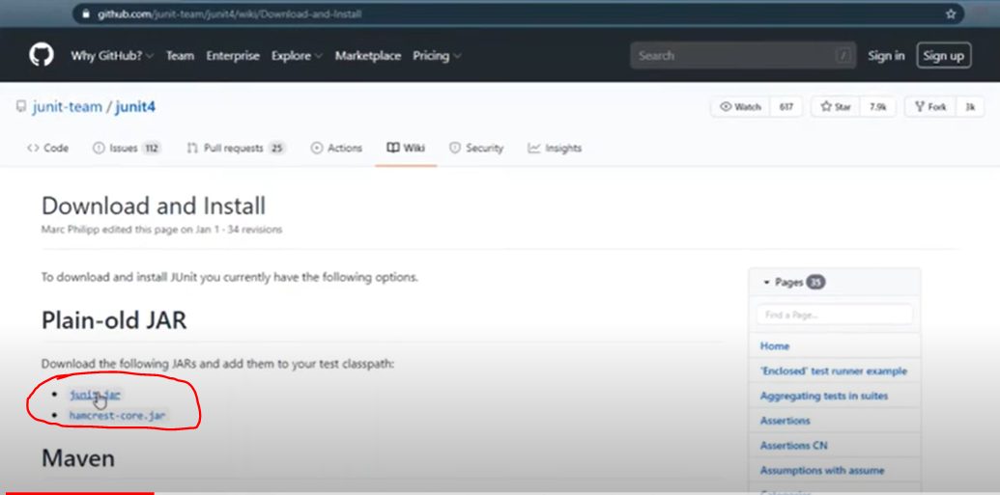 github.com/junit-team/junit4/wiki/Download-and-Install
Why GitHub? Team Enterprise Explore Marketplace Pricing Search / Sign in Sign up
junit-team / junit4 Watch 617 Star 7.9k Fork 3k
Code Issues 112 Pull requests 25 Actions Wiki Security Insights
Download and Install
Marc Philipp edited this page on Jan 1 · 34 revisions
To download and install JUnit you currently have the following options.
Plain-old JAR
Download the following JARs and add them to your test classpath:
• junit.jar
• hamcrest-core.jar
Maven
Pages 35
Find a Page...
Home
'Enclosed' test runner example
Aggregating tests in suites
Assertions
Assertions CN
Assumptions with assume